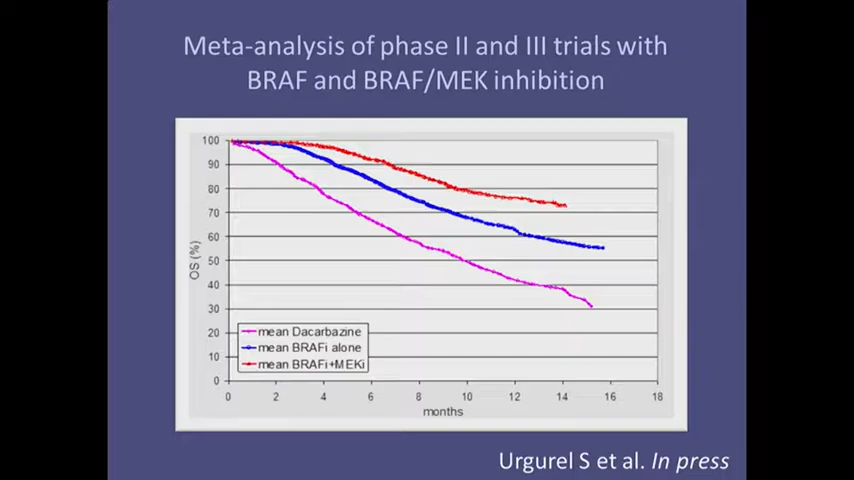 Meta-analysis of phase II and III trials with
BRAF and BRAF/MEK inhibition
100
90
80
70
60
50
40
30
20
10
0
OS (%)
mean Dacarbazine
mean BRAFi alone
mean BRAFi+MEKi
0 2 4 6 8 10 12 14 16 18
months
Urgurel S et al. In press